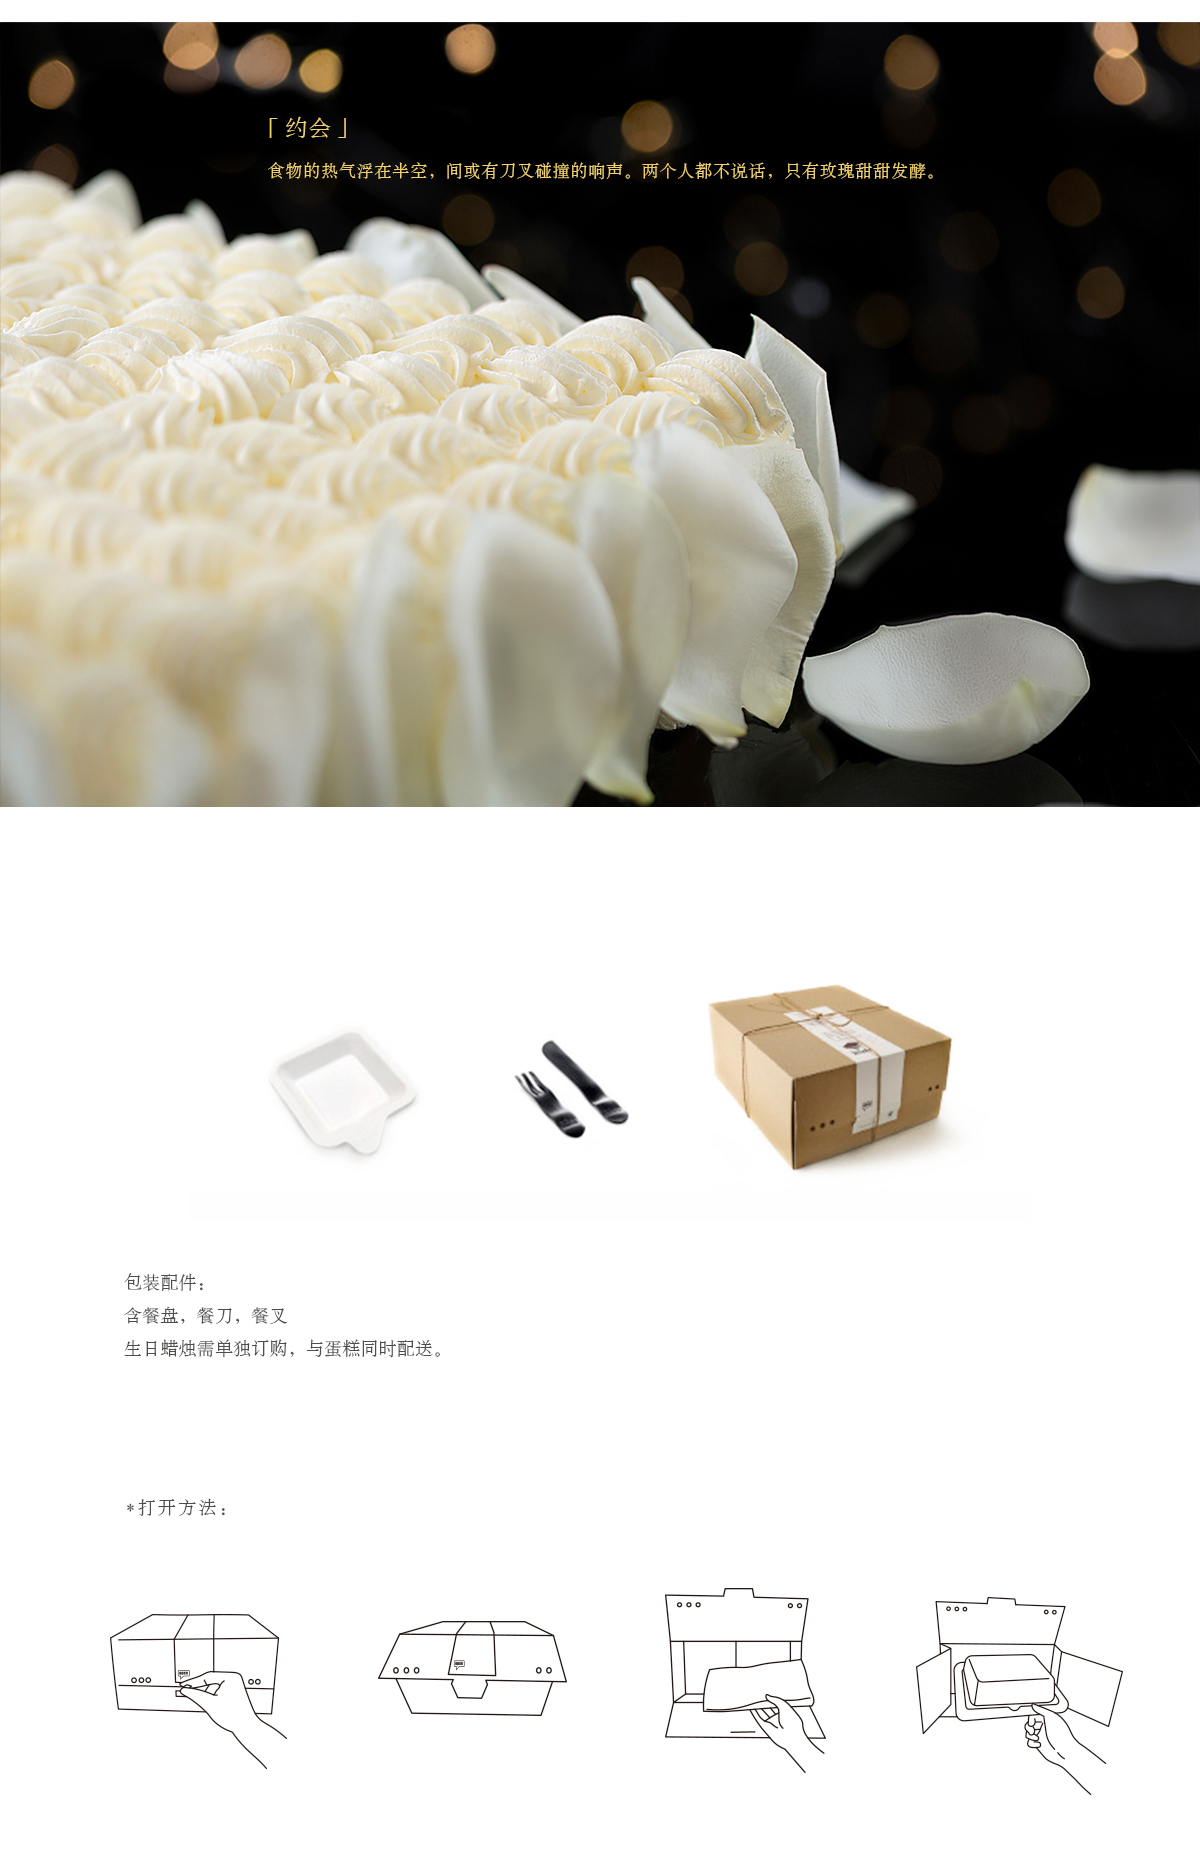 「约会」
食物的热气浮在半空，间或有刀叉碰撞的响声。两个人都不说话，只有玫瑰甜甜发酵。
包装配件：
含餐盘，餐刀，餐叉
生日蜡烛需单独订购，与蛋糕同时配送。
*打开方法：